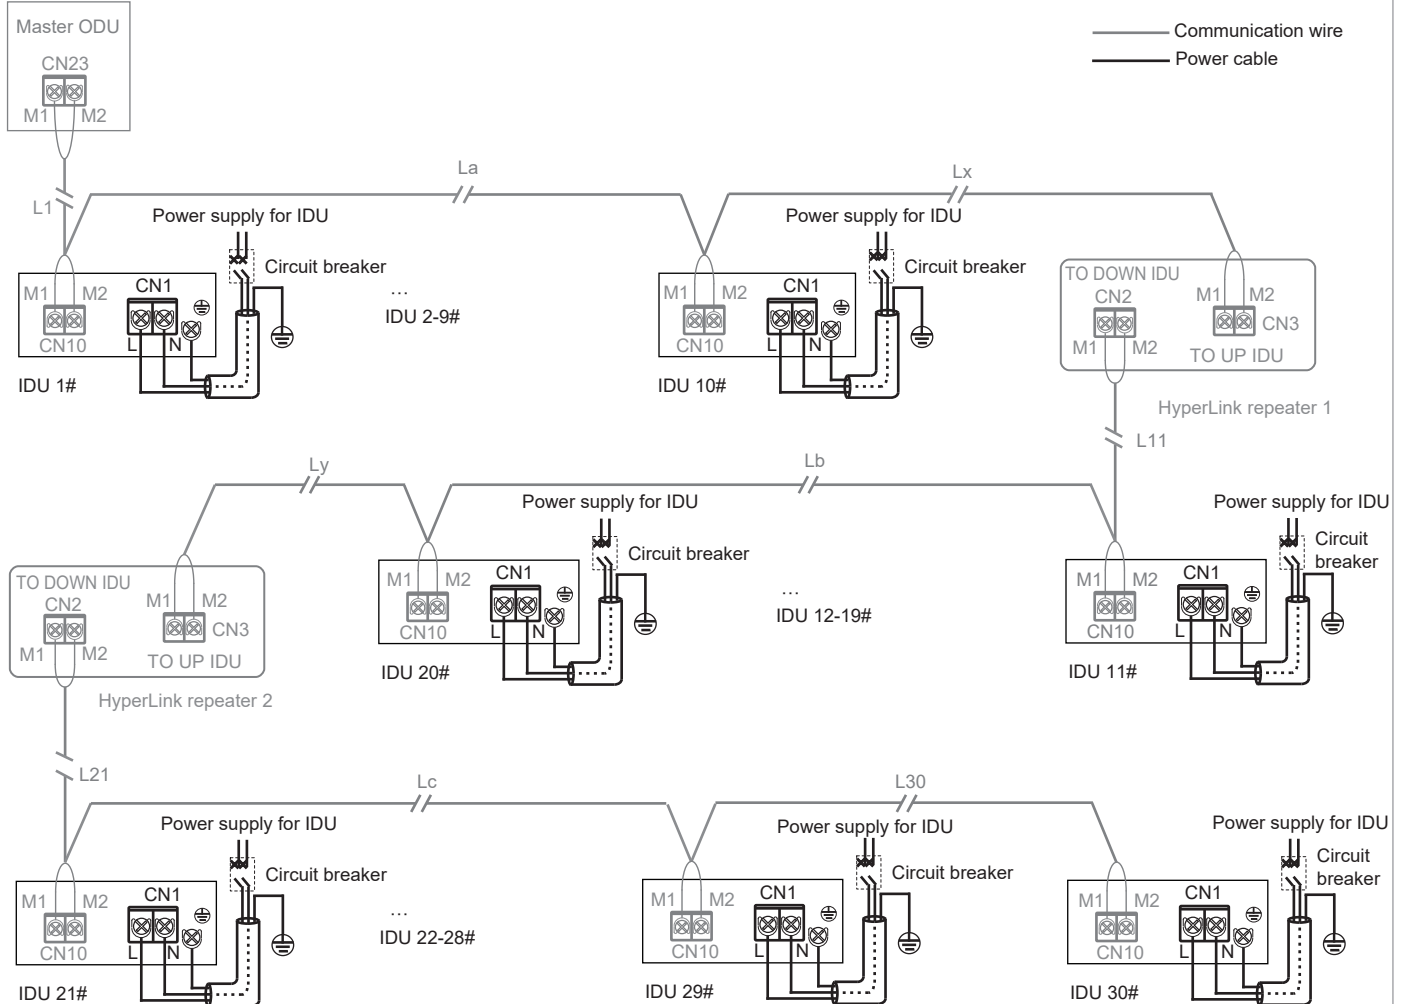 Master ODU
CN23
M1 M2
Communication wire
Power cable
L1
La
Lx
Power supply for IDU
Circuit breaker
M1 M2
CN1
CN10
L N
IDU 1#
...
IDU 2-9#
Power supply for IDU
Circuit breaker
M1 M2
CN1
CN10
L N
IDU 10#
TO DOWN IDU
CN2
M1 M2
M1 M2
CN3
TO UP IDU
HyperLink repeater 1
L11
Ly
Lb
TO DOWN IDU
CN2
M1 M2
M1 M2
CN3
TO UP IDU
HyperLink repeater 2
Power supply for IDU
Circuit breaker
M1 M2
CN1
CN10
L N
IDU 20#
...
IDU 12-19#
Power supply for IDU
Circuit
breaker
M1 M2
CN1
CN10
L N
IDU 11#
L21
Lc
L30
Power supply for IDU
Circuit breaker
M1 M2
CN1
CN10
L N
IDU 21#
...
IDU 22-28#
Power supply for IDU
Circuit breaker
M1 M2
CN1
CN10
L N
IDU 29#
Power supply for IDU
Circuit
breaker
M1 M2
CN1
CN10
L N
IDU 30#